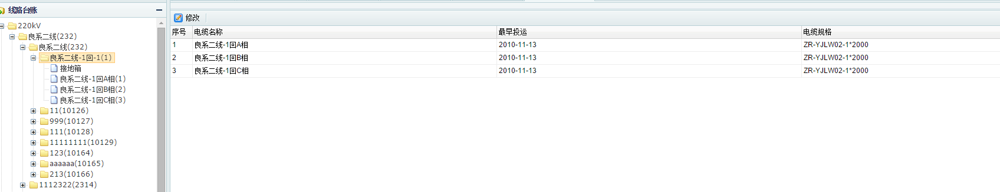 线路台账
220kV
良系二线(232)
良系二线(232)
良系二线-1回-1(1)
接地箱
良系二线-1回A相(1)
良系二线-1回B相(2)
良系二线-1回C相(3)
11(10126)
999(10127)
111(10128)
11111111(10129)
123(10164)
aaaaaa(10165)
213(10166)
1112322(2314)
修改
序号 电缆名称 最早投运 电缆规格
1 良系二线-1回A相 2010-11-13 ZR-YJLW02-1*2000
2 良系二线-1回B相 2010-11-13 ZR-YJLW02-1*2000
3 良系二线-1回C相 2010-11-13 ZR-YJLW02-1*2000